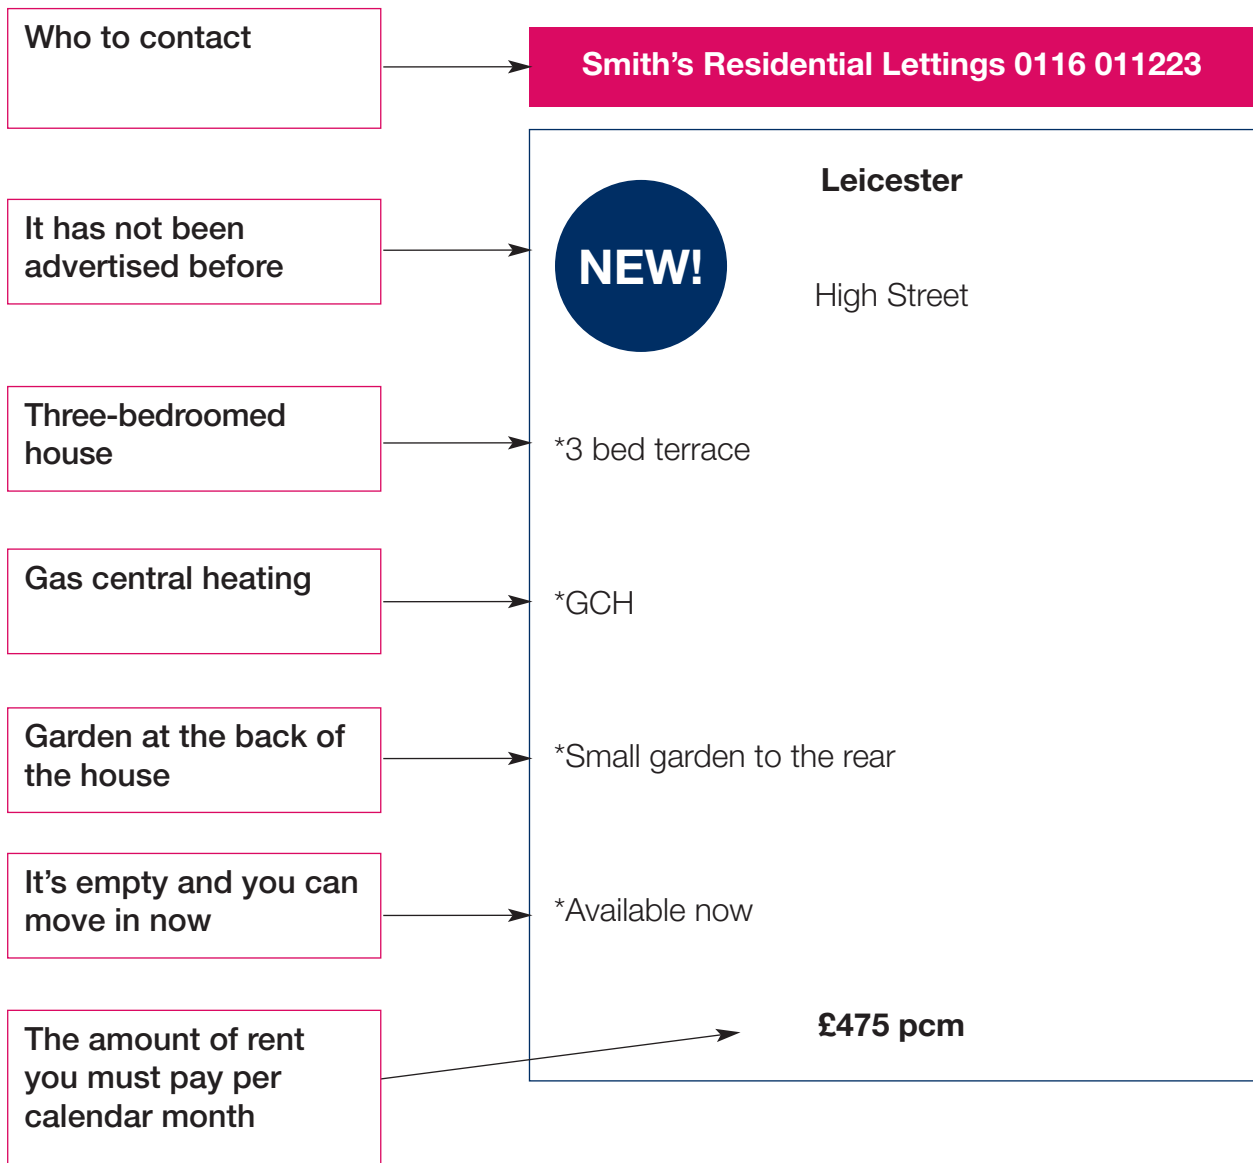 Who to contact
Smith’s Residential Lettings 0116 011223
Leicester
It has not been
advertised before
NEW!
High Street
Three-bedroomed
house
*3 bed terrace
Gas central heating
*GCH
Garden at the back of
the house
*Small garden to the rear
It’s empty and you can
move in now
*Available now
The amount of rent
you must pay per
calendar month
£475 pcm